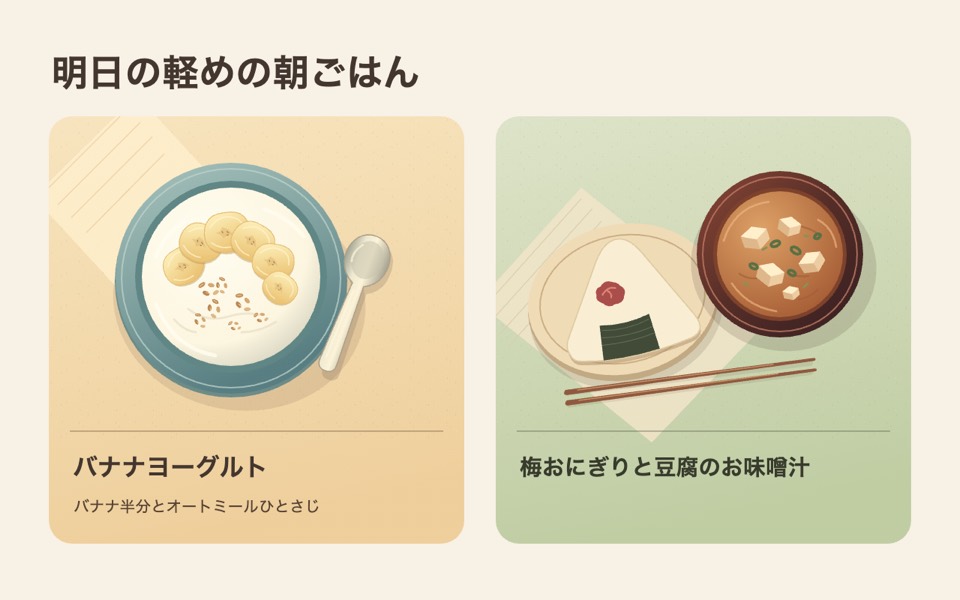 明日の軽めの朝ごはん
バナナヨーグルト
バナナ半分とオートミールひとさじ
梅おにぎりと豆腐のお味噌汁